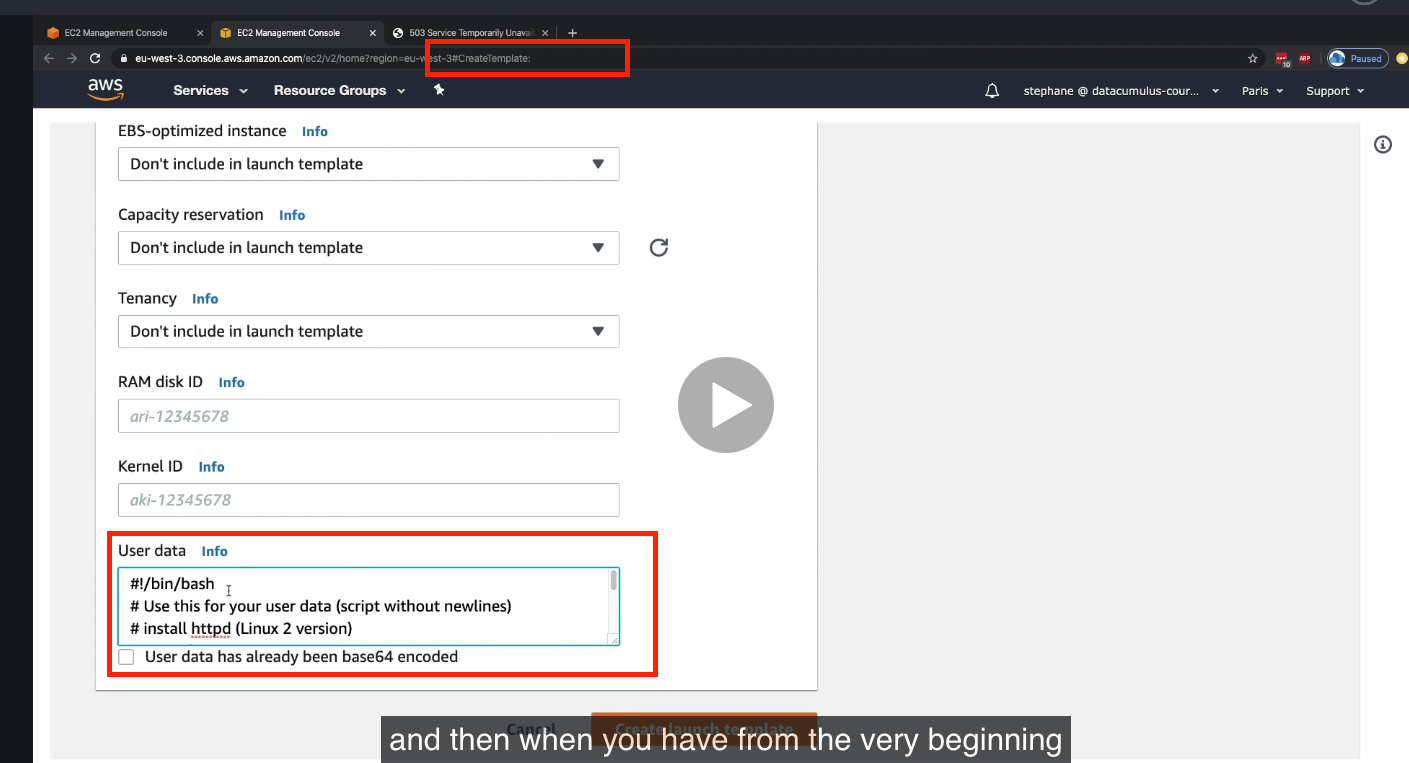 EC2 Management Console
EC2 Management Console
503 Service Temporarily Unavai
eu-west-3.console.aws.amazon.com/ec2/v2/home?region=eu-west-3#CreateTemplate:
10
ABP
Paused
aws
Services
Resource Groups
stephane @ datacumulus-cour...
Paris
Support
EBS-optimized instance Info
Don't include in launch template
Capacity reservation Info
Don't include in launch template
Tenancy Info
Don't include in launch template
RAM disk ID Info
ari-12345678
Kernel ID Info
aki-12345678
User data Info
#!/bin/bash
# Use this for your user data (script without newlines)
# install httpd (Linux 2 version)
User data has already been base64 encoded
Cancel
Create launch template
and then when you have from the very beginning